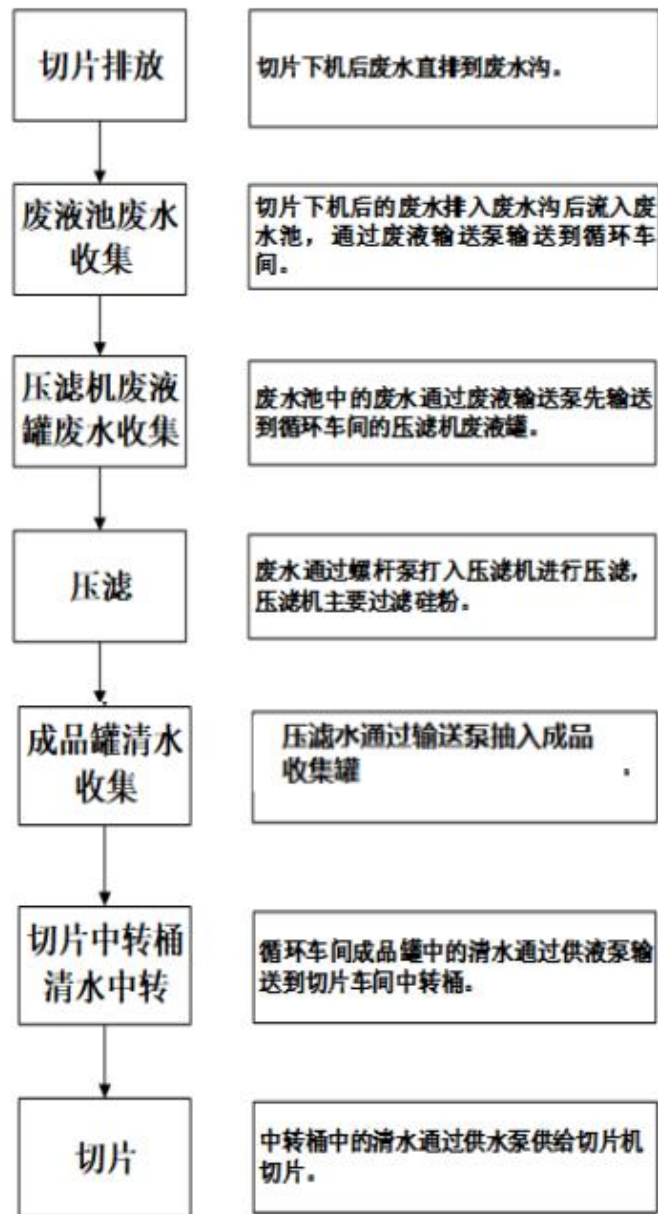 切片排放
切片下机后废水直排到废水沟。
废液池废水
收集
切片下机后的废水排入废水沟后流入废
水池，通过废液输送泵输送到循环车
间。
压滤机废液
罐废水收集
废水池中的废水通过废液输送泵先输送
到循环车间的压滤机废液罐。
压滤
废水通过螺杆泵打入压滤机进行压滤，
压滤机主要过滤硅粉。
成品罐清水
收集
压滤水通过输送泵抽入成品
收集罐 。
切片中转桶
清水中转
循环车间成品罐中的清水通过供液泵输
送到切片车间中转桶。
切片
中转桶中的清水通过供水泵供给切片机
切片。